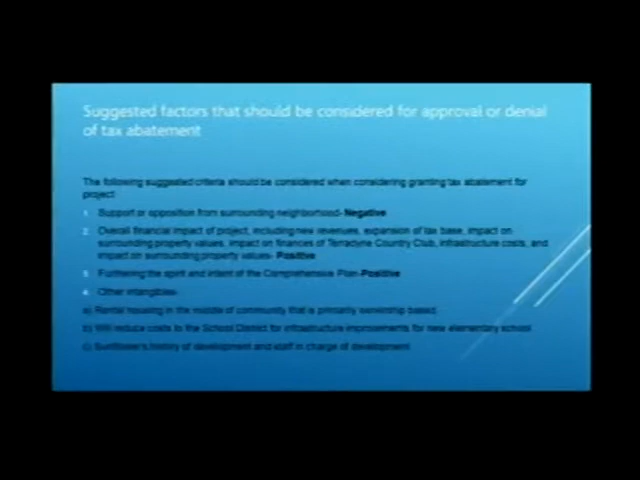 Suggested factors that should be considered for approval or denial
of tax abatement
The following suggested criteria should be considered when considering granting tax abatement for
project:
1. Support or opposition from surrounding neighborhood- Negative
2. Overall financial impact of project, including new revenues, expansion of tax base, impact on
surrounding property values, impact on finances of Terradyne Country Club, infrastructure costs, and
impact on surrounding property values- Positive
3. Furthering the spirit and intent of the Comprehensive Plan-Positive
4. Other intangibles-
a) Rental housing in the middle of community that is primarily ownership based
b) Will reduce costs to the School District for infrastructure improvements for new elementary school
c) Sunflower's history of development and staff in charge of development